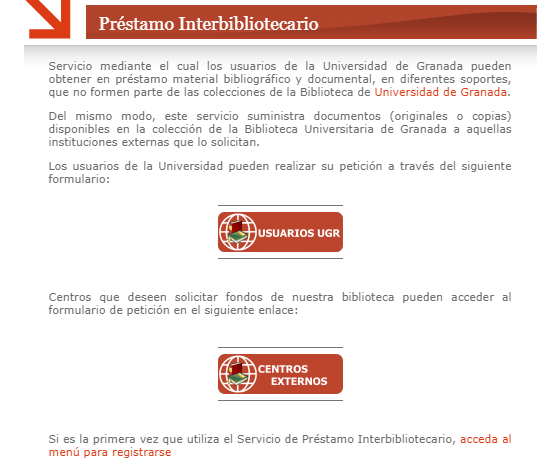 Préstamo Interbibliotecario
Servicio mediante el cual los usuarios de la Universidad de Granada pueden
obtener en préstamo material bibliográfico y documental, en diferentes soportes,
que no formen parte de las colecciones de la Biblioteca de Universidad de Granada.
Del mismo modo, este servicio suministra documentos (originales o copias)
disponibles en la colección de la Biblioteca Universitaria de Granada a aquellas
instituciones externas que lo solicitan.
Los usuarios de la Universidad pueden realizar su petición a través del siguiente
formulario:
USUARIOS UGR
Centros que deseen solicitar fondos de nuestra biblioteca pueden acceder al
formulario de petición en el siguiente enlace:
CENTROS
EXTERNOS
Si es la primera vez que utiliza el Servicio de Préstamo Interbibliotecario, acceda al
menú para registrarse